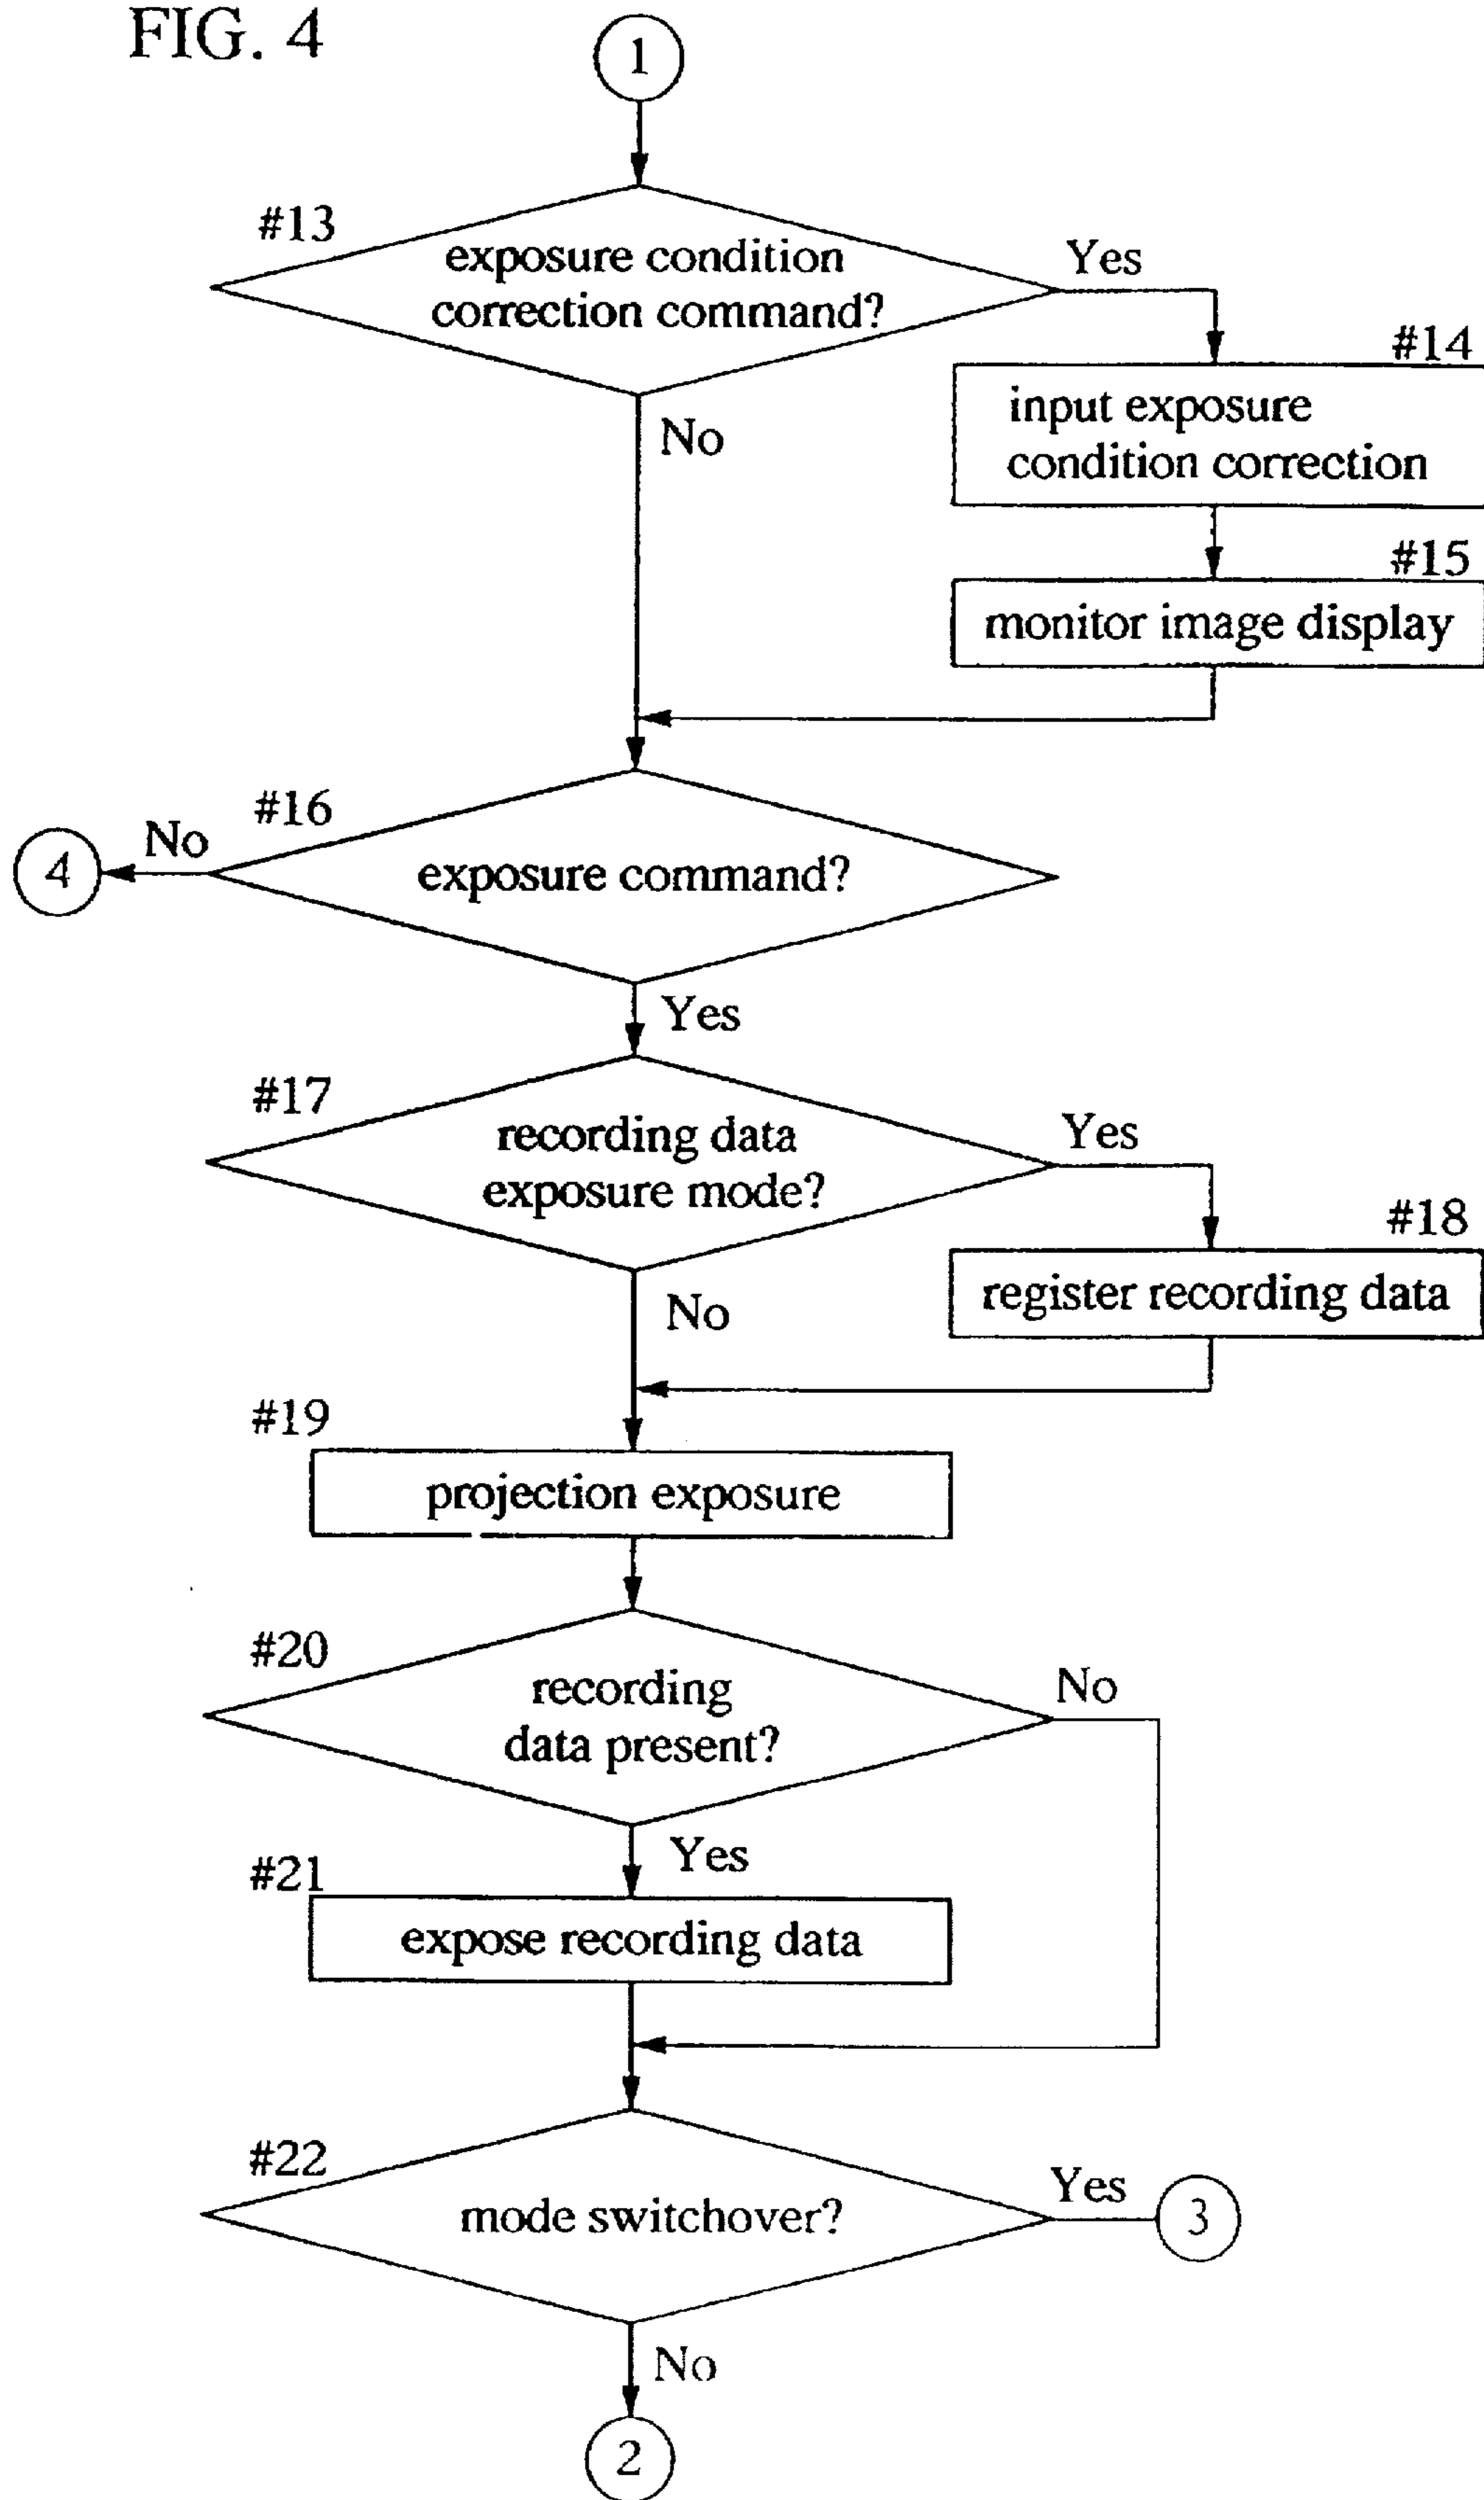 FIG. 4
1
#13
exposure condition
correction command?
Yes
No
#14
input exposure
condition correction
#15
monitor image display
#16
exposure command?
No
4
Yes
#17
recording data
exposure mode?
Yes
#18
register recording data
No
#19
projection exposure
#20
recording
data present?
No
Yes
#21
expose recording data
#22
mode switchover?
Yes
3
No
2